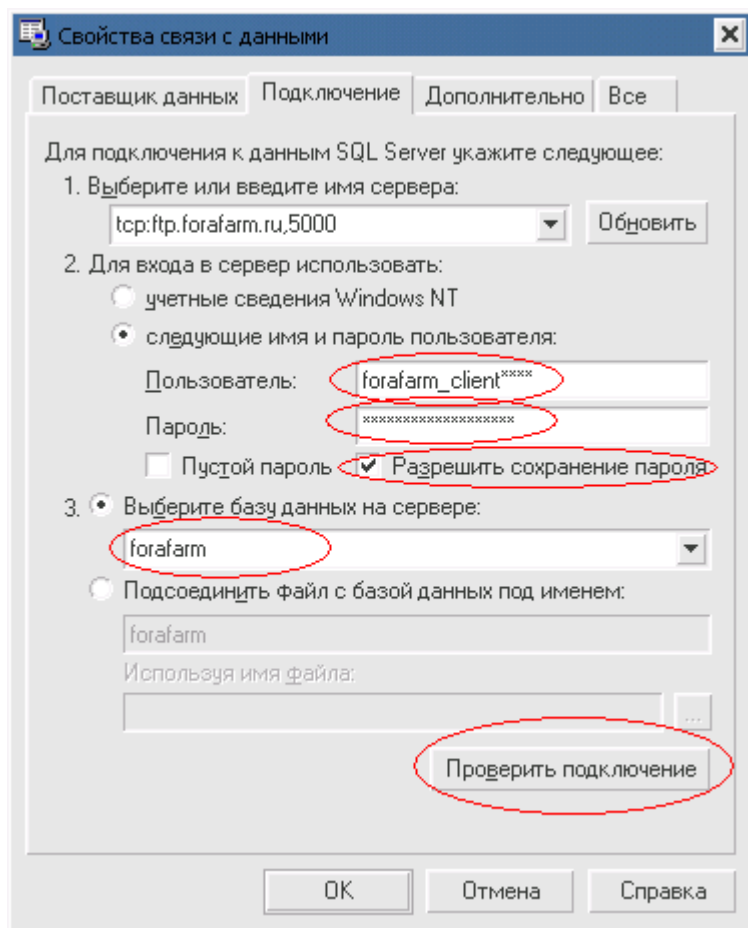 Свойства связи с данными
Поставщик данных Подключение Дополнительно Все
Для подключения к данным SQL Server укажите следующее:
1. Выберите или введите имя сервера:
tcp:ftp.forafarm.ru,5000 Обновить
2. Для входа в сервер использовать:
учетные сведения Windows NT
следующие имя и пароль пользователя:
Пользователь: forafarm_client****
Пароль: *******************
Пустой пароль Разрешить сохранение пароля
3. Выберите базу данных на сервере:
forafarm
Подсоединить файл с базой данных под именем:
forafarm
Используя имя файла:
...
Проверить подключение
OK Отмена Справка